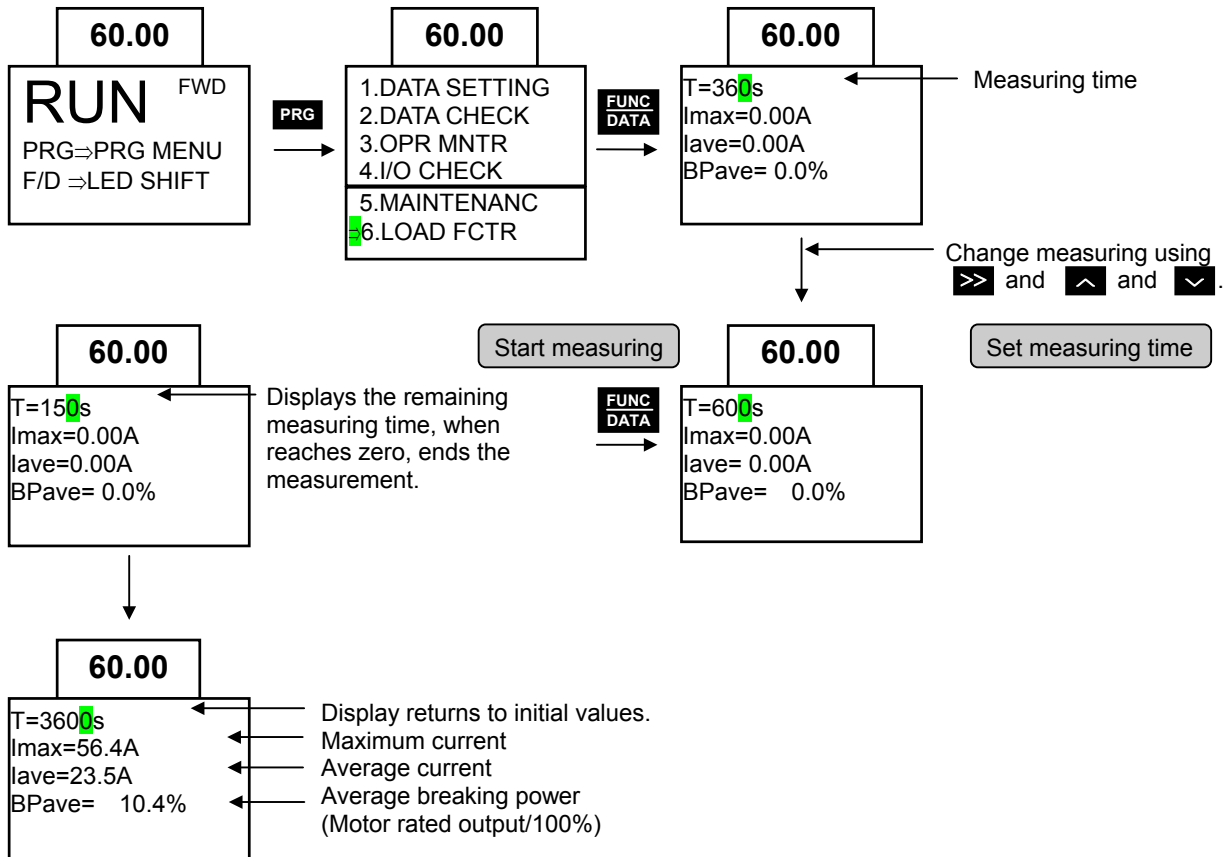 60.00
RUN FWD
PRG⇒PRG MENU
F/D ⇒LED SHIFT
PRG
60.00
1.DATA SETTING
2.DATA CHECK
3.OPR MNTR
4.I/O CHECK
5.MAINTENANC
⇒6.LOAD FCTR
FUNC
DATA
60.00
T=360s
Imax=0.00A
Iave=0.00A
BPave= 0.0%
Measuring time
Change measuring using
>> and ∧ and ∨.
60.00
T=150s
Imax=0.00A
Iave=0.00A
BPave= 0.0%
Displays the remaining
measuring time, when
reaches zero, ends the
measurement.
Start measuring
FUNC
DATA
60.00
T=600s
Imax=0.00A
Iave= 0.00A
BPave= 0.0%
Set measuring time
60.00
T=3600s
Imax=56.4A
Iave=23.5A
BPave= 10.4%
Display returns to initial values.
Maximum current
Average current
Average breaking power
(Motor rated output/100%)